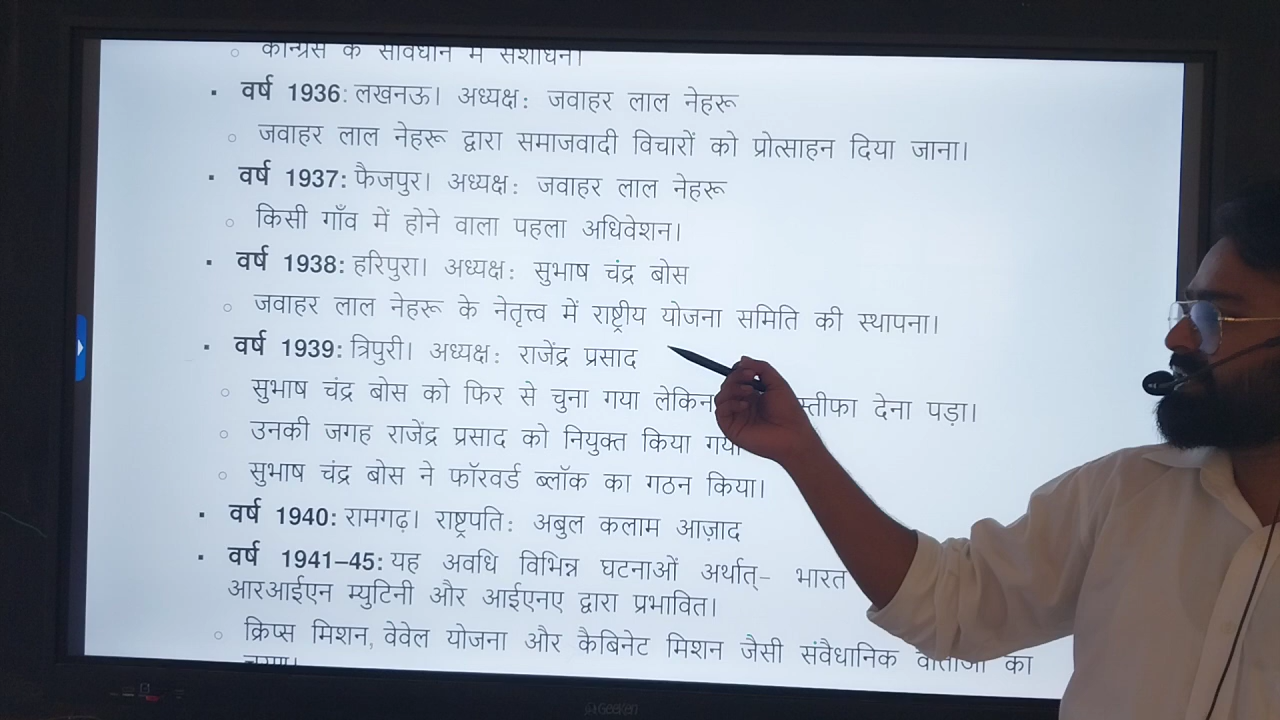 कॉन्ग्रेस के संविधान में संशोधन।
▪ वर्ष 1936: लखनऊ। अध्यक्ष: जवाहर लाल नेहरू
○ जवाहर लाल नेहरू द्वारा समाजवादी विचारों को प्रोत्साहन दिया जाना।
▪ वर्ष 1937: फैजपुर। अध्यक्ष: जवाहर लाल नेहरू
○ किसी गाँव में होने वाला पहला अधिवेशन।
▪ वर्ष 1938: हरिपुरा। अध्यक्ष: सुभाष चंद्र बोस
○ जवाहर लाल नेहरू के नेतृत्त्व में राष्ट्रीय योजना समिति की स्थापना।
▪ वर्ष 1939: त्रिपुरी। अध्यक्ष: राजेंद्र प्रसाद
○ सुभाष चंद्र बोस को फिर से चुना गया लेकिन स्तीफा देना पड़ा।
○ उनकी जगह राजेंद्र प्रसाद को नियुक्त किया गया
○ सुभाष चंद्र बोस ने फॉरवर्ड ब्लॉक का गठन किया।
▪ वर्ष 1940: रामगढ़। राष्ट्रपति: अबुल कलाम आज़ाद
▪ वर्ष 1941–45: यह अवधि विभिन्न घटनाओं अर्थात्- भारत
आरआईएन म्युटिनी और आईएनए द्वारा प्रभावित।
○ क्रिप्स मिशन, वेवेल योजना और कैबिनेट मिशन जैसी संवैधानिक वार्ताओं का
Geeken